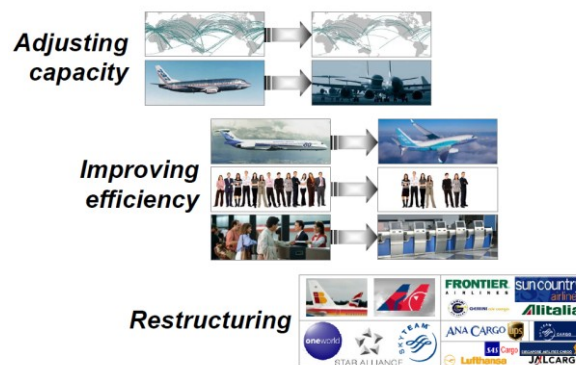 Adjusting
capacity
Improving
efficiency
Restructuring
FRONTIER
AIRLINES
sun country
airlines
Alitalia
oneworld
STAR ALLIANCE
SKYTEAM
ANA CARGO
ups
SAS Cargo
Lufthansa
JALCARGO